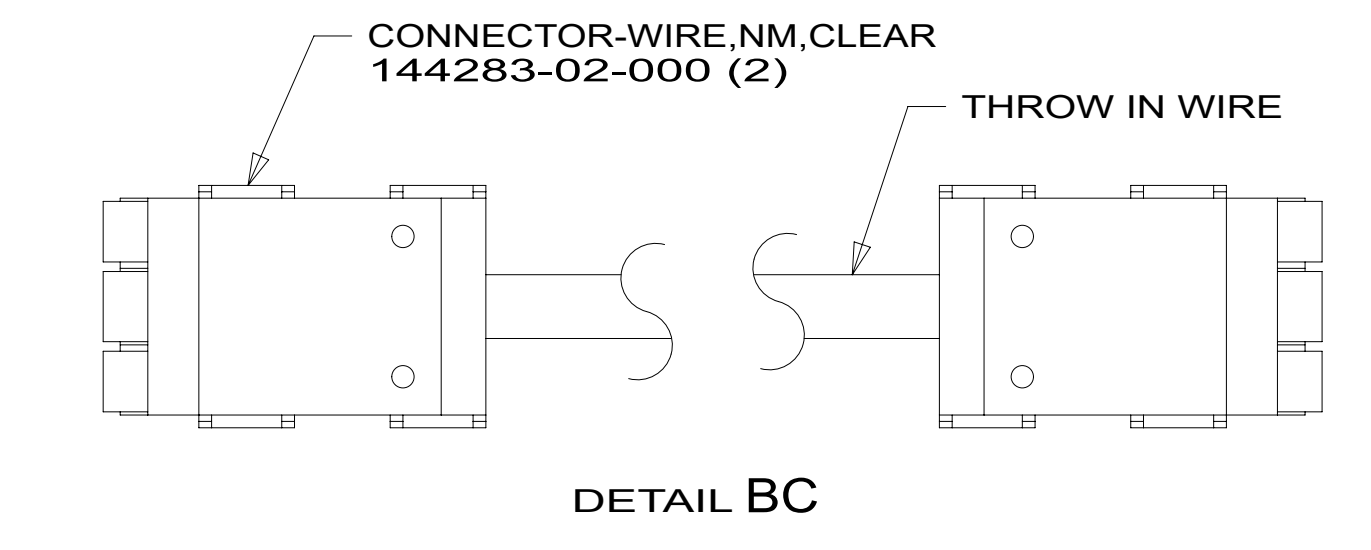 CONNECTOR-WIRE,NM,CLEAR
144283-02-000 (2)
THROW IN WIRE
DETAIL BC